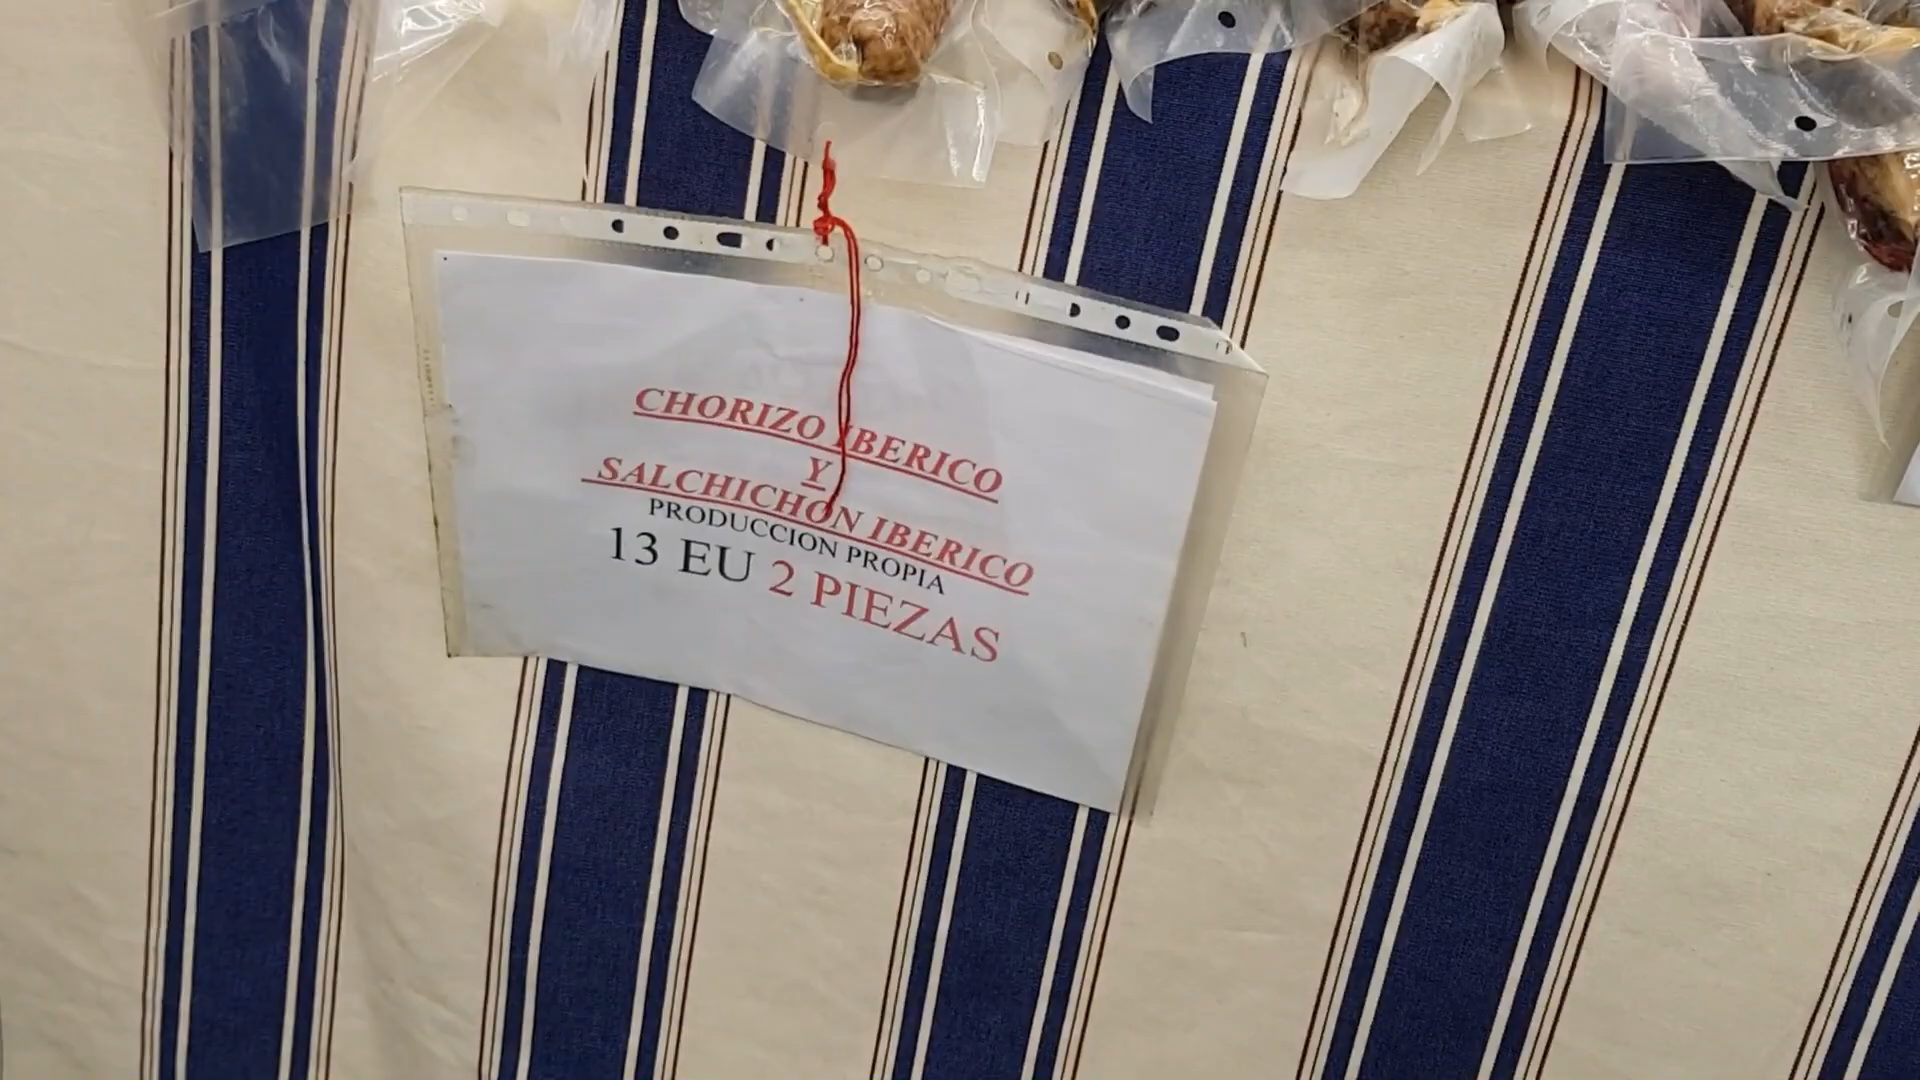 CHORIZO IBERICO
Y
SALCHICHON IBERICO
PRODUCCION PROPIA
13 EU 2 PIEZAS